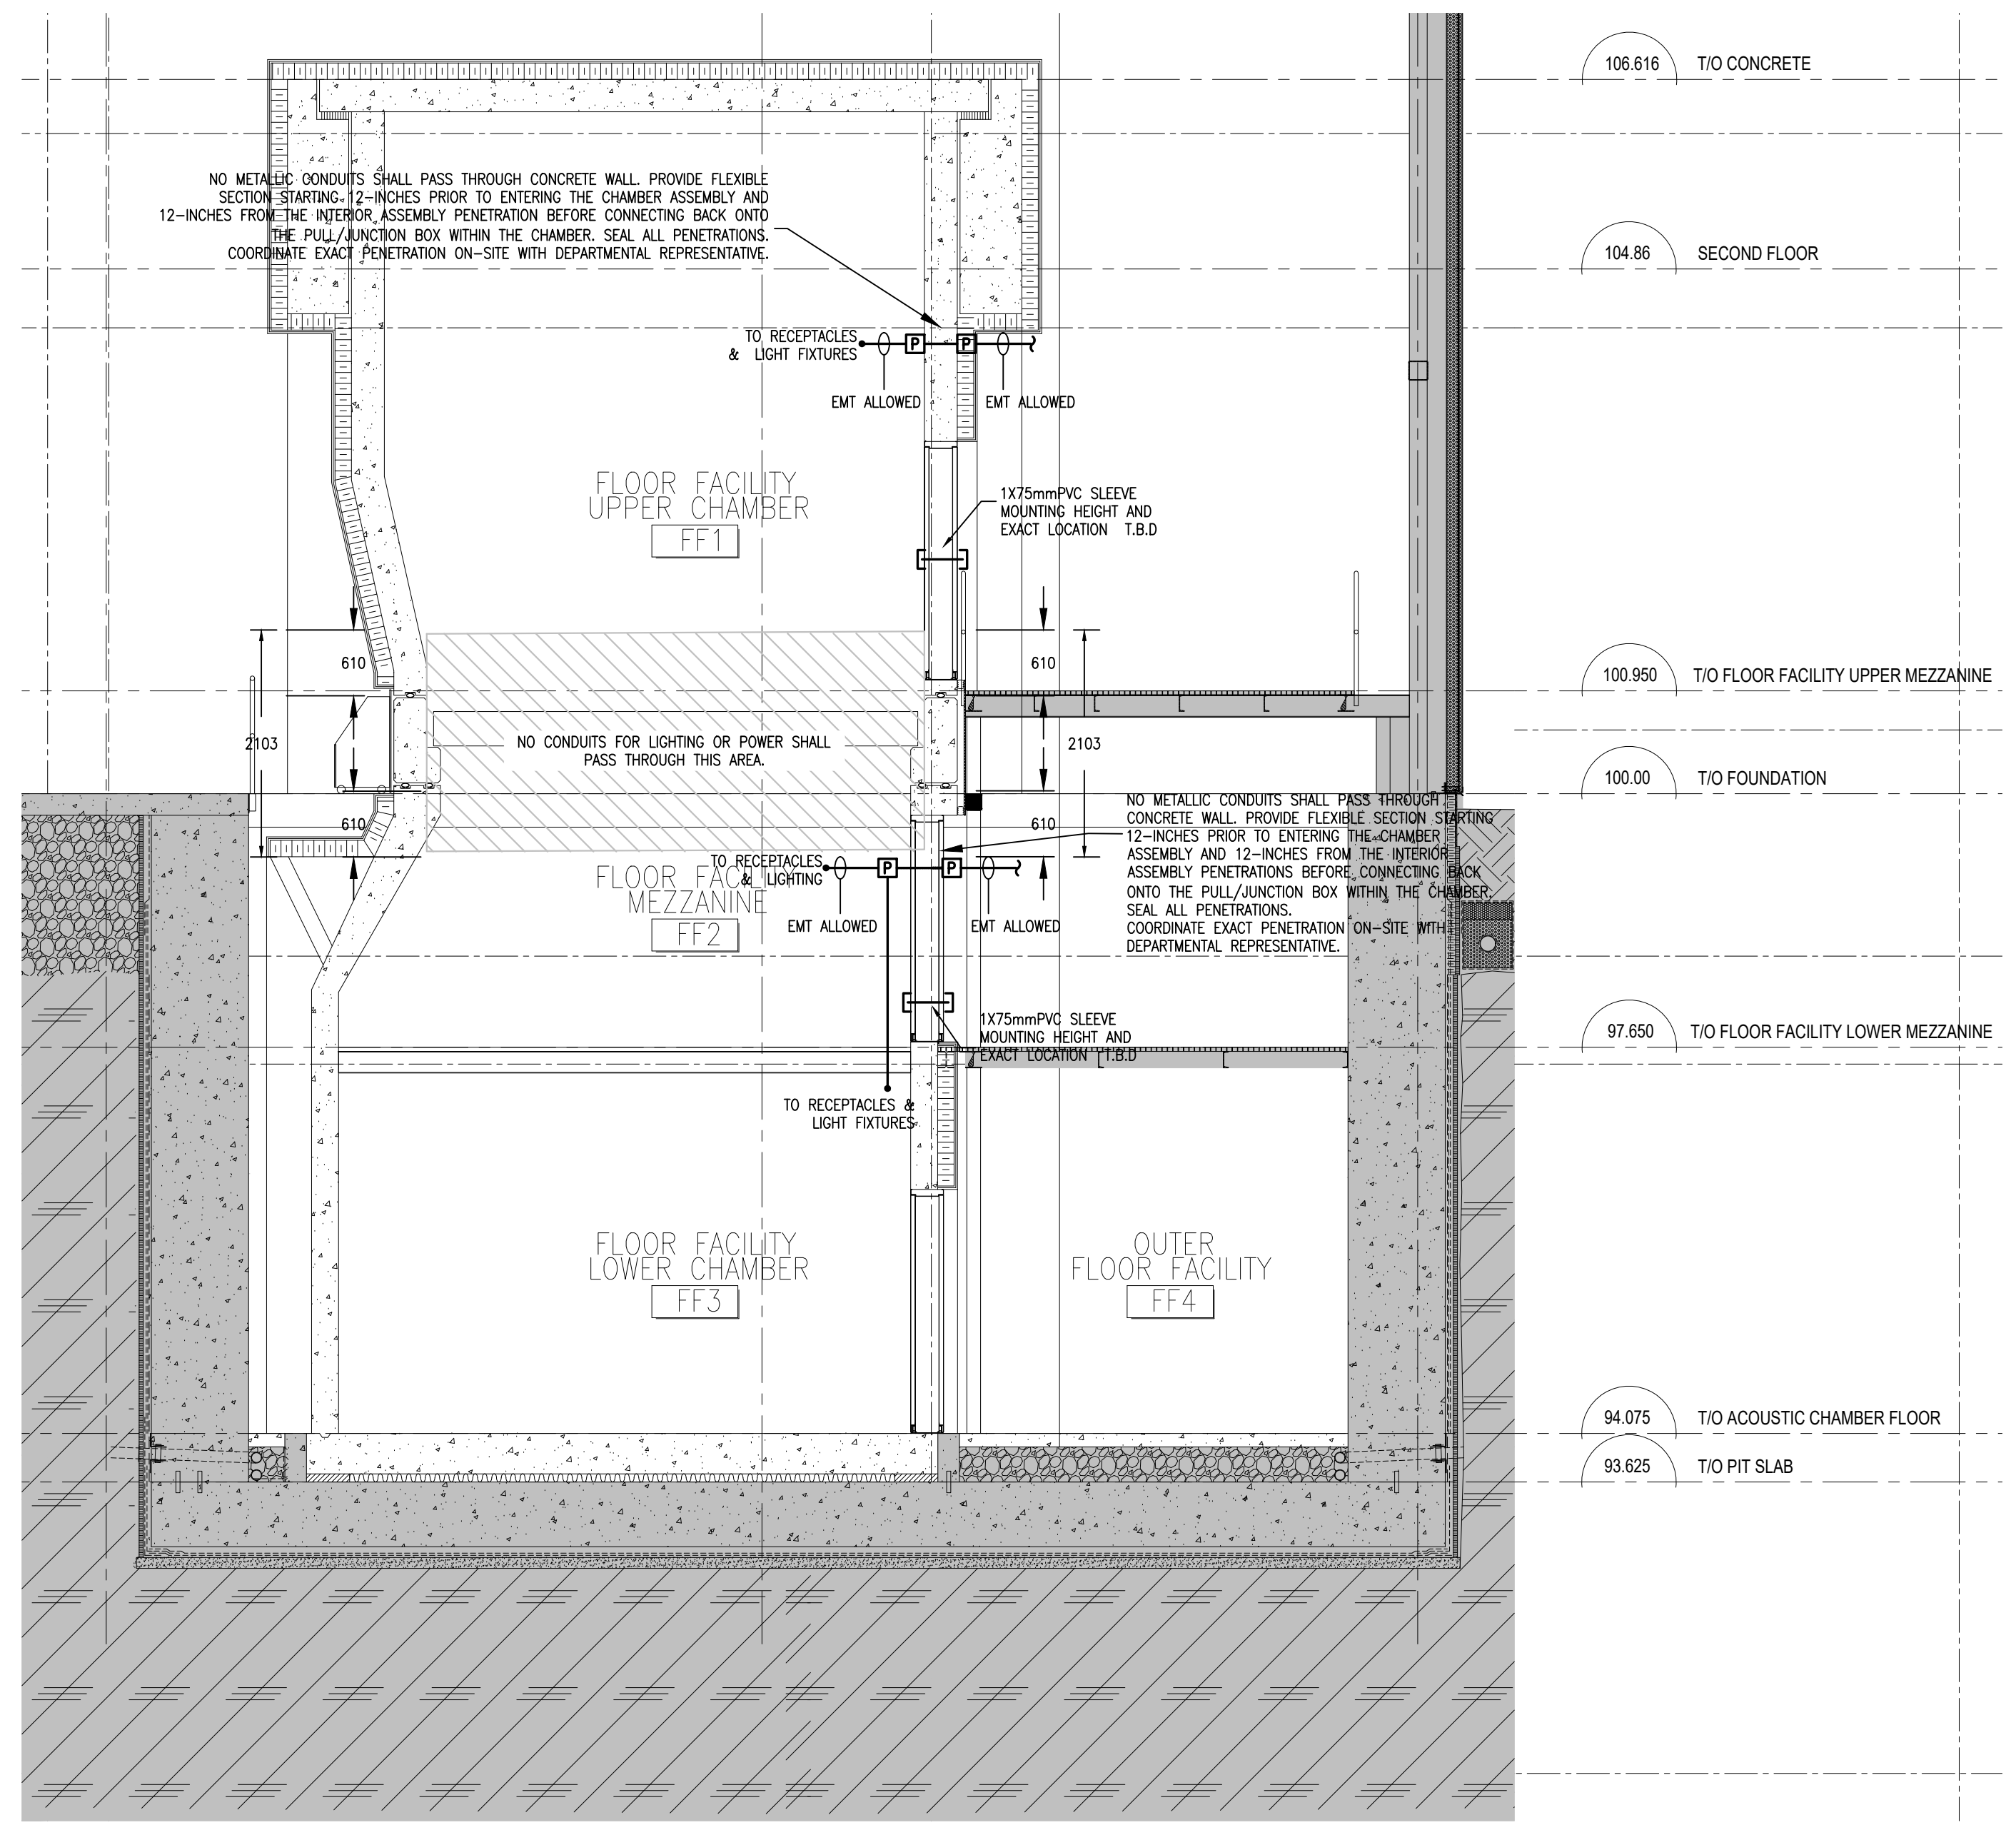 106.616 T/O CONCRETE
NO METALLIC CONDUITS SHALL PASS THROUGH CONCRETE WALL. PROVIDE FLEXIBLE
SECTION STARTING 12-INCHES PRIOR TO ENTERING THE CHAMBER ASSEMBLY AND
12-INCHES FROM THE INTERIOR ASSEMBLY PENETRATION BEFORE CONNECTING BACK ONTO
THE PULL/JUNCTION BOX WITHIN THE CHAMBER. SEAL ALL PENETRATIONS.
COORDINATE EXACT PENETRATION ON-SITE WITH DEPARTMENTAL REPRESENTATIVE.
104.86 SECOND FLOOR
TO RECEPTACLES
& LIGHT FIXTURES
P P
EMT ALLOWED EMT ALLOWED
FLOOR FACILITY
UPPER CHAMBER
FF1
1X75mmPVC SLEEVE
MOUNTING HEIGHT AND
EXACT LOCATION T.B.D
610 610
100.950 T/O FLOOR FACILITY UPPER MEZZANINE
2103 2103
NO CONDUITS FOR LIGHTING OR POWER SHALL
PASS THROUGH THIS AREA.
100.00 T/O FOUNDATION
610 610
NO METALLIC CONDUITS SHALL PASS THROUGH
CONCRETE WALL. PROVIDE FLEXIBLE SECTION STARTING
12-INCHES PRIOR TO ENTERING THE CHAMBER
ASSEMBLY AND 12-INCHES FROM THE INTERIOR
ASSEMBLY PENETRATIONS BEFORE CONNECTING BACK
ONTO THE PULL/JUNCTION BOX WITHIN THE CHAMBER.
SEAL ALL PENETRATIONS.
COORDINATE EXACT PENETRATION ON-SITE WITH
DEPARTMENTAL REPRESENTATIVE.
TO RECEPTACLES
& LIGHTING
P P
EMT ALLOWED EMT ALLOWED
FLOOR FACILITY
MEZZANINE
FF2
1X75mmPVC SLEEVE
MOUNTING HEIGHT AND
EXACT LOCATION T.B.D
97.650 T/O FLOOR FACILITY LOWER MEZZANINE
TO RECEPTACLES &
LIGHT FIXTURES
FLOOR FACILITY
LOWER CHAMBER
FF3
OUTER
FLOOR FACILITY
FF4
94.075 T/O ACOUSTIC CHAMBER FLOOR
93.625 T/O PIT SLAB